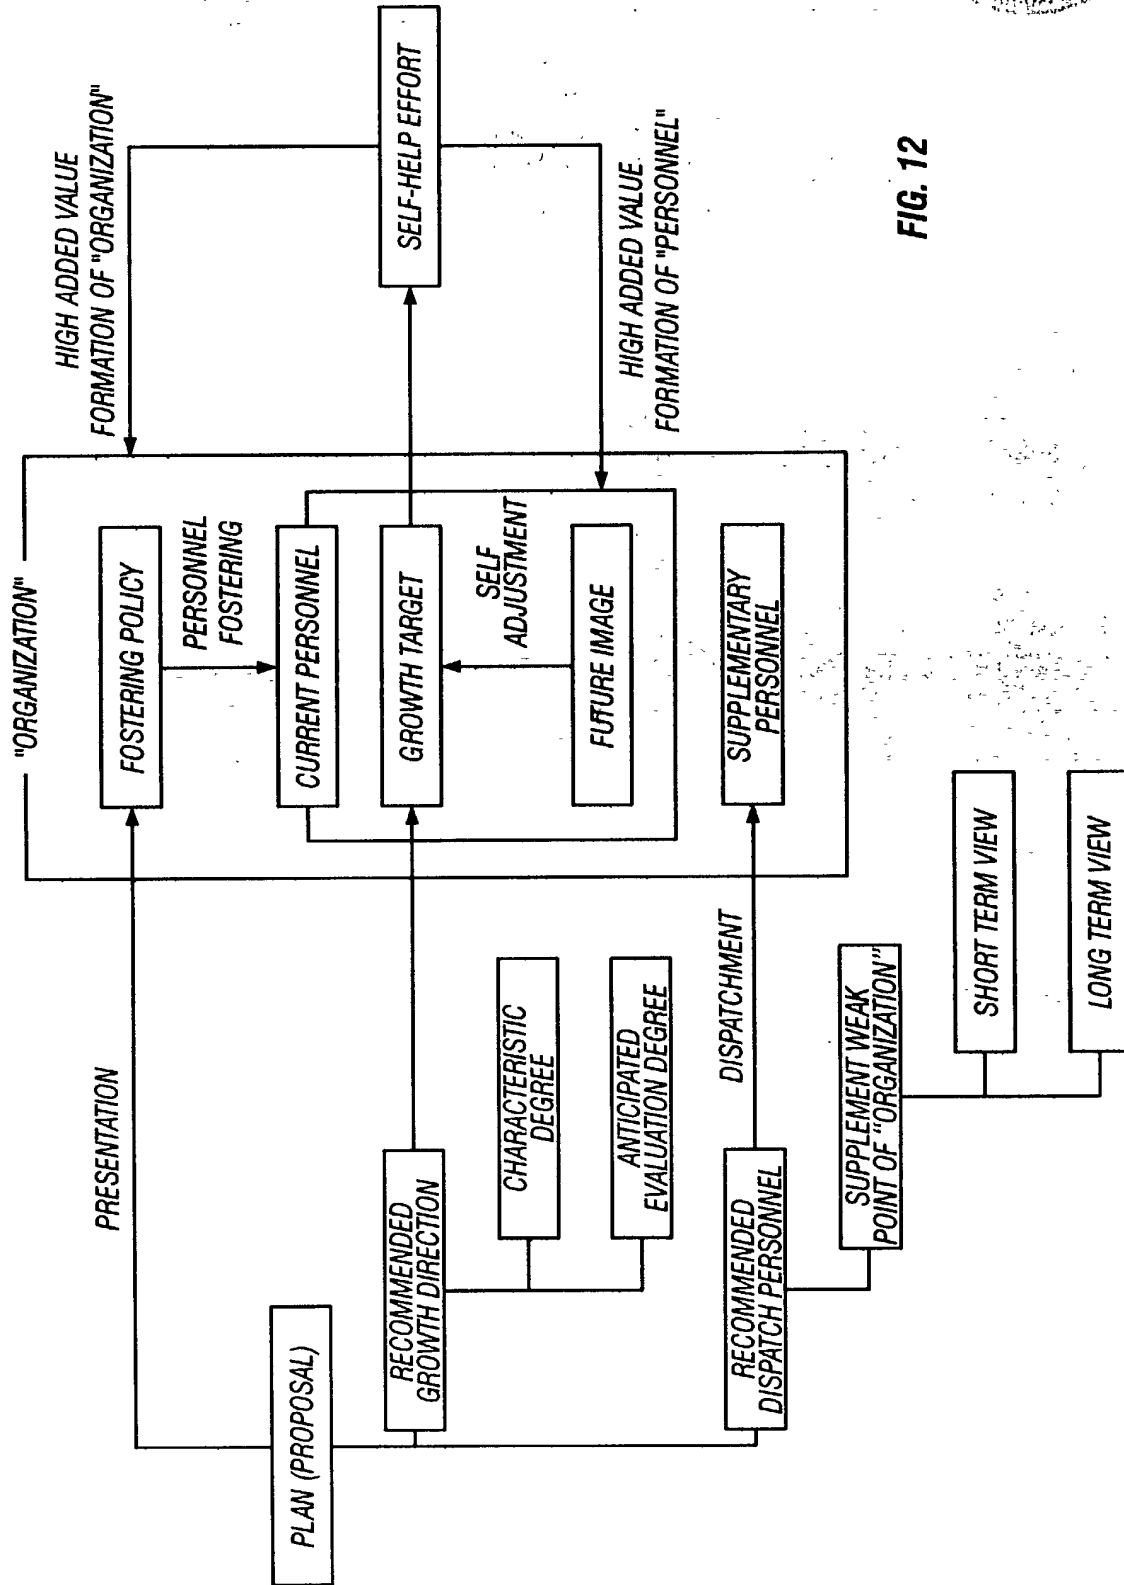 PLAN (PROPOSAL)
PRESENTATION
RECOMMENDED
GROWTH DIRECTION
CHARACTERISTIC
DEGREE
ANTICIPATED
EVALUATION DEGREE
RECOMMENDED
DISPATCH PERSONNEL
DISPATCHMENT
SUPPLEMENT WEAK
POINT OF "ORGANIZATION"
SHORT TERM VIEW
LONG TERM VIEW
"ORGANIZATION"
FOSTERING POLICY
PERSONNEL
FOSTERING
CURRENT PERSONNEL
GROWTH TARGET
SELF
ADJUSTMENT
FUTURE IMAGE
SUPPLEMENTARY
PERSONNEL
HIGH ADDED VALUE
FORMATION OF "ORGANIZATION"
SELF-HELP EFFORT
HIGH ADDED VALUE
FORMATION OF "PERSONNEL"
FIG. 12